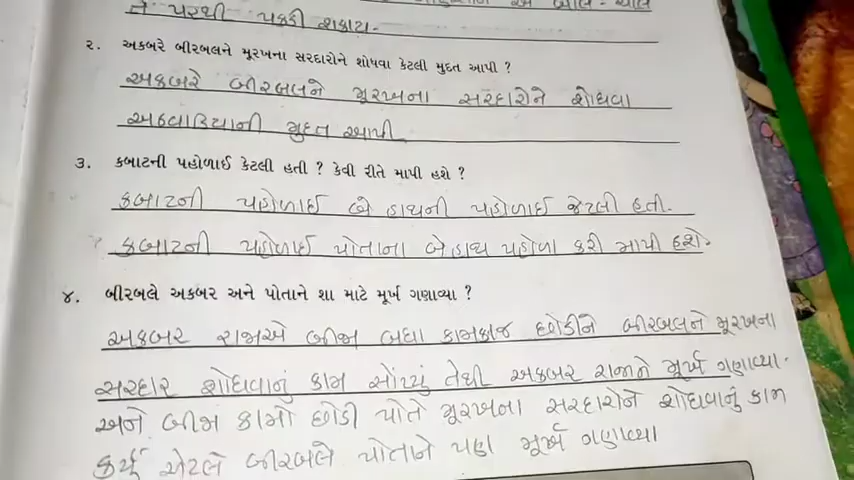 તે પરથી પકડી શકાય.
૨. અકબરે બીરબલને મૂરખના સરદારોને શોધવા કેટલી મુદત આપી ?
અકબરે બીરબલને મૂરખના સરદારોને શોધવા
અઠવાડિયાની મુદત આપી
૩. કબાટની પહોળાઈ કેટલી હતી ? કેવી રીતે માપી હશે ?
કબાટની પહોળાઈ બે હાથની પહોળાઈ જેટલી હતી.
કબાટની પહોળાઈ પોતાના બે હાથ પહોળા કરી માપી હશે.
૪. બીરબલે અકબર અને પોતાને શા માટે મૂર્ખ ગણાવ્યા ?
અકબર રાજાએ બીજા બધા કામકાજ છોડીને બીરબલને મૂરખના
સરદાર શોધવાનું કામ સોંપ્યું તેથી અકબર રાજાને મૂર્ખ ગણાવ્યા.
અને બીજા કામો છોડી પોતે મૂરખના સરદારોને શોધવાનું કામ
કર્યું એટલે બીરબલે પોતાને પણ મૂર્ખ ગણાવ્યા